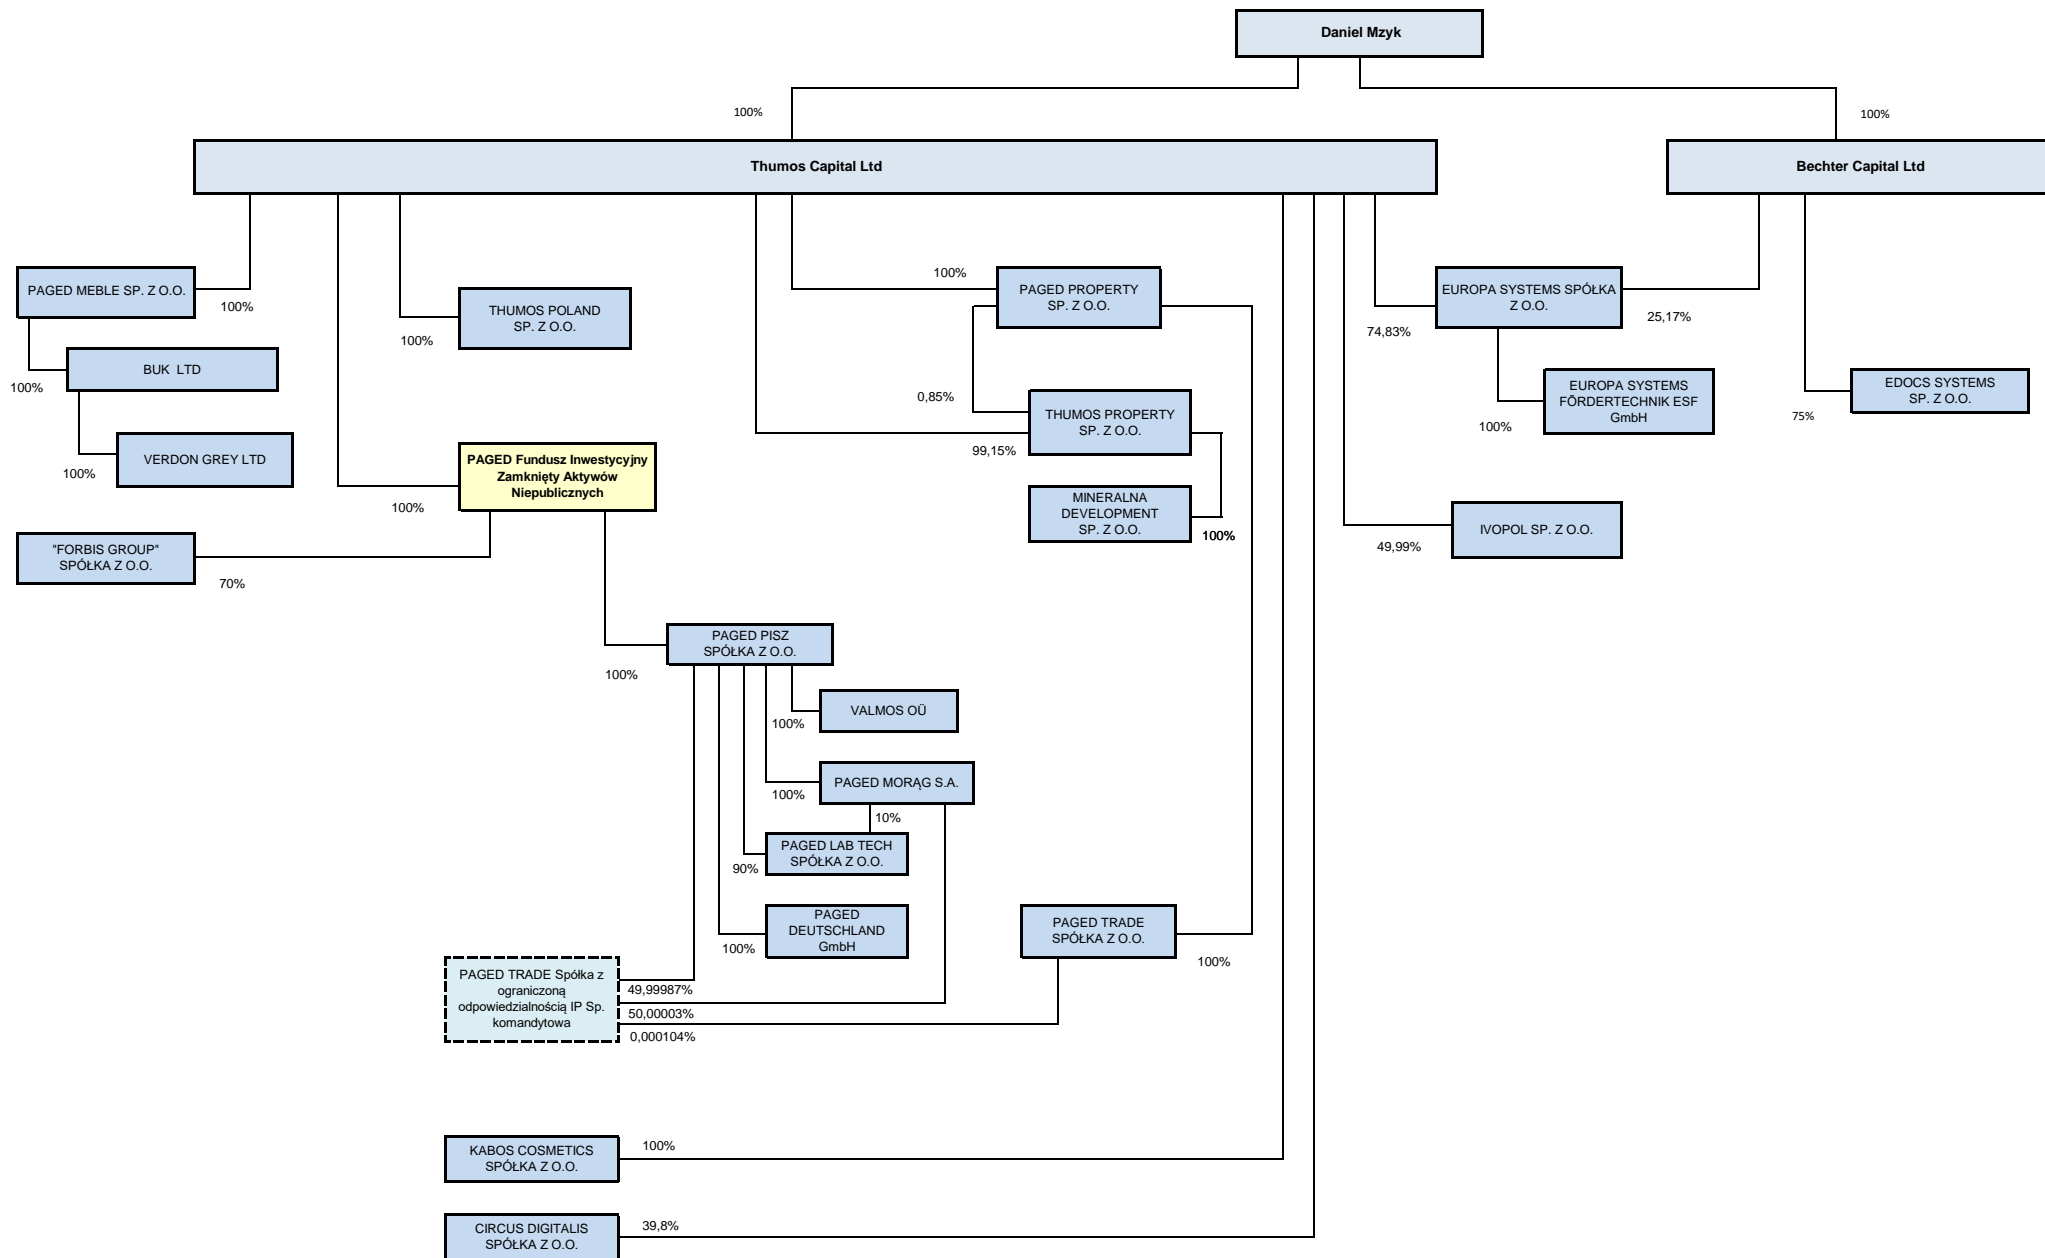 Daniel Mzyk
100%
100%
Thumos Capital Ltd
Bechter Capital Ltd
PAGED MEBLE SP. Z O.O.
100%
THUMOS POLAND
SP. Z O.O.
100%
100%
PAGED PROPERTY
SP. Z O.O.
EUROPA SYSTEMS SPÓŁKA
Z O.O.
74,83%
25,17%
BUK LTD
100%
0,85%
EUROPA SYSTEMS
FÖRDERTECHNIK ESF
GmbH
100%
EDOCS SYSTEMS
SP. Z O.O.
75%
VERDON GREY LTD
100%
THUMOS PROPERTY
SP. Z O.O.
99,15%
PAGED Fundusz Inwestycyjny
Zamknięty Aktywów
Niepublicznych
100%
MINERALNA
DEVELOPMENT
SP. Z O.O.
100%
IVOPOL SP. Z O.O.
49,99%
"FORBIS GROUP"
SPÓŁKA Z O.O.
70%
PAGED PISZ
SPÓŁKA Z O.O.
100%
VALMOS OÜ
100%
PAGED MORĄG S.A.
100%
10%
PAGED LAB TECH
SPÓŁKA Z O.O.
90%
PAGED
DEUTSCHLAND
GmbH
100%
PAGED TRADE
SPÓŁKA Z O.O.
100%
PAGED TRADE Spółka z
ograniczoną
odpowiedzialnością IP Sp.
komandytowa
49,99987%
50,00003%
0,000104%
KABOS COSMETICS
SPÓŁKA Z O.O.
100%
CIRCUS DIGITALIS
SPÓŁKA Z O.O.
39,8%